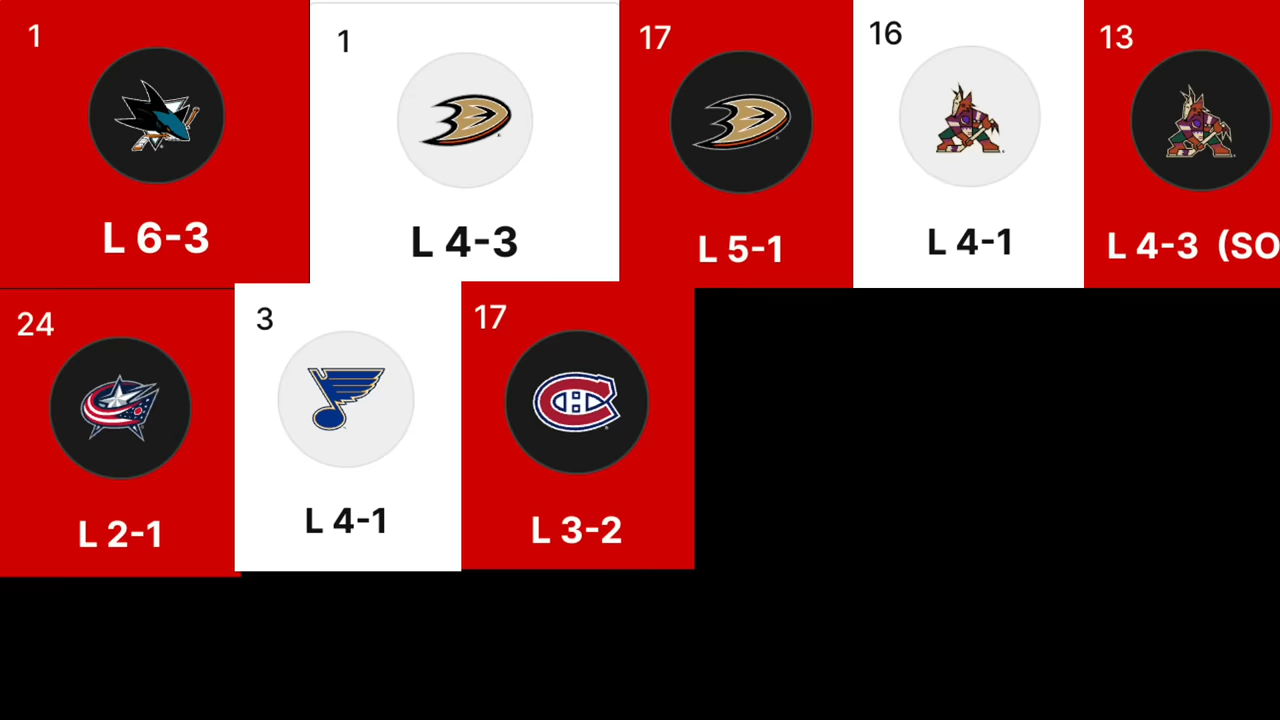 1
L 6-3
1
L 4-3
17
L 5-1
16
L 4-1
13
L 4-3 (SO
24
L 2-1
3
L 4-1
17
L 3-2